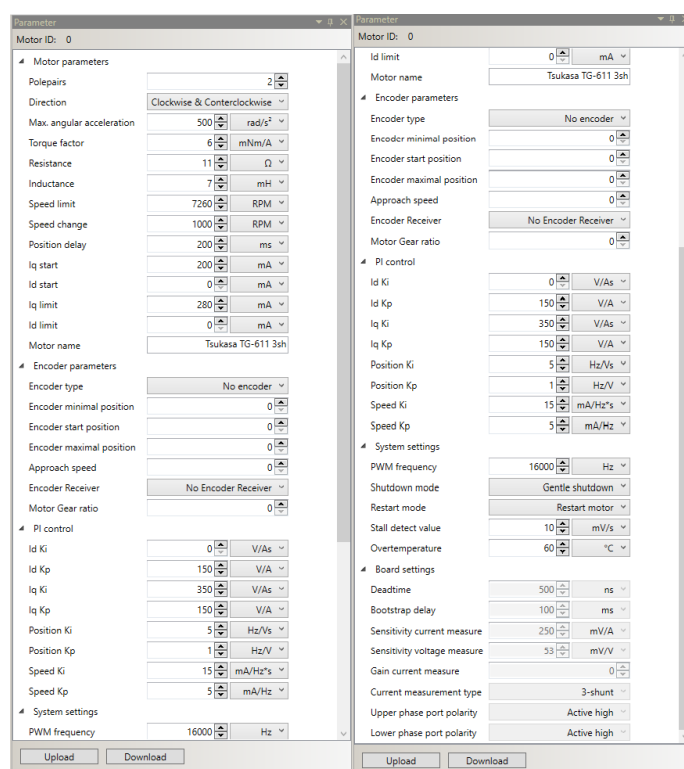 Parameter
Motor ID: 0
Motor parameters
Polepairs 2
Direction Clockwise & Conterclockwise
Max. angular acceleration 500 rad/s²
Torque factor 6 mNm/A
Resistance 11 Ω
Inductance 7 mH
Speed limit 7260 RPM
Speed change 1000 RPM
Position delay 200 ms
Iq start 200 mA
Id start 0 mA
Iq limit 280 mA
Id limit 0 mA
Motor name Tsukasa TG-611 3sh
Encoder parameters
Encoder type No encoder
Encoder minimal position 0
Encoder start position 0
Encoder maximal position 0
Approach speed 0
Encoder Receiver No Encoder Receiver
Motor Gear ratio 0
PI control
Id Ki 0 V/As
Id Kp 150 V/A
Iq Ki 350 V/As
Iq Kp 150 V/A
Position Ki 5 Hz/Vs
Position Kp 1 Hz/V
Speed Ki 15 mA/Hz*s
Speed Kp 5 mA/Hz
System settings
PWM frequency 16000 Hz
Upload Download
Parameter
Motor ID: 0
Id limit 0 mA
Motor name Tsukasa TG-611 3sh
Encoder parameters
Encoder type No encoder
Encoder minimal position 0
Encoder start position 0
Encoder maximal position 0
Approach speed 0
Encoder Receiver No Encoder Receiver
Motor Gear ratio 0
PI control
Id Ki 0 V/As
Id Kp 150 V/A
Iq Ki 350 V/As
Iq Kp 150 V/A
Position Ki 5 Hz/Vs
Position Kp 1 Hz/V
Speed Ki 15 mA/Hz*s
Speed Kp 5 mA/Hz
System settings
PWM frequency 16000 Hz
Shutdown mode Gentle shutdown
Restart mode Restart motor
Stall detect value 10 mV/s
Overtemperature 60 °C
Board settings
Deadtime 500 ns
Bootstrap delay 100 ms
Sensitivity current measure 250 mV/A
Sensitivity voltage measure 53 mV/V
Gain current measure 0
Current measurement type 3-shunt
Upper phase port polarity Active high
Lower phase port polarity Active high
Upload Download